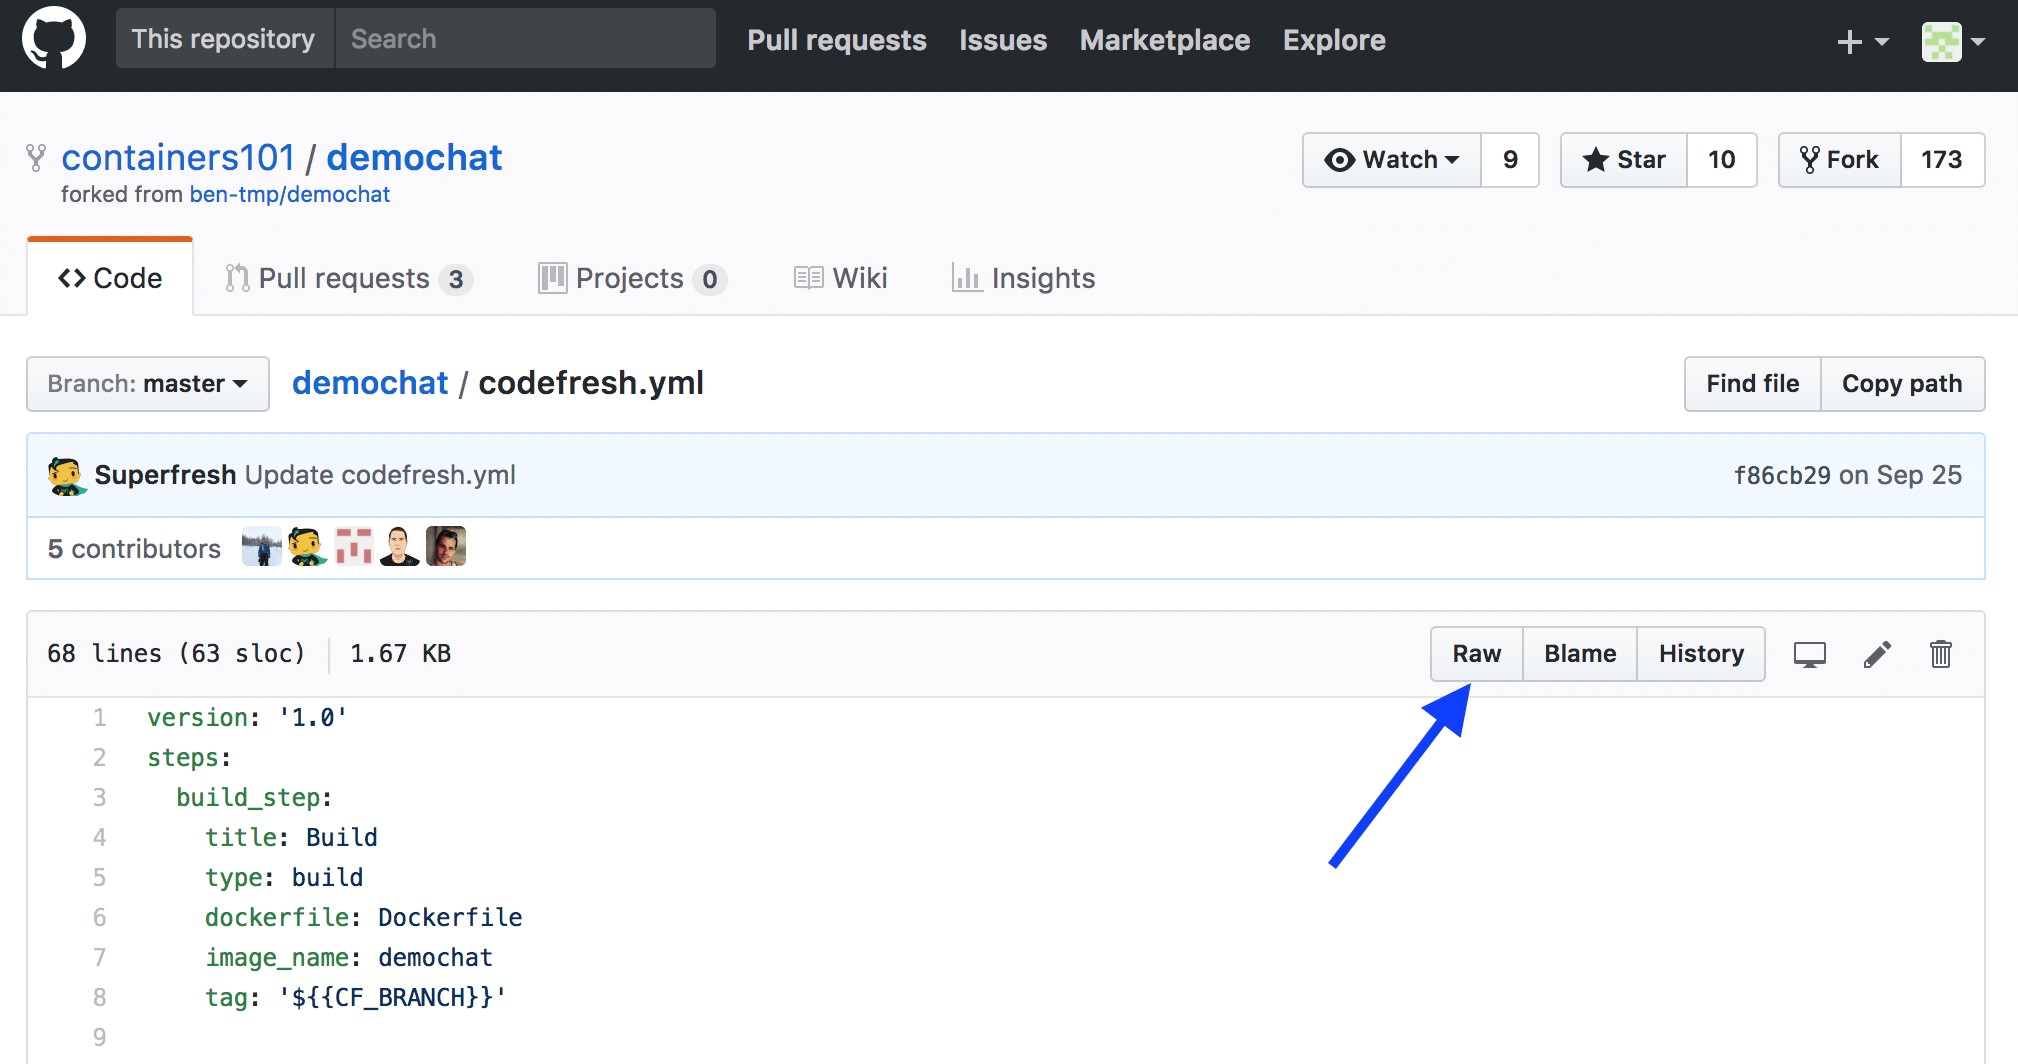 This repository Search Pull requests Issues Marketplace Explore
containers101 / demochat Watch 9 Star 10 Fork 173
forked from ben-tmp/demochat
Code Pull requests 3 Projects 0 Wiki Insights
Branch: master demochat / codefresh.yml Find file Copy path
Superfresh Update codefresh.yml f86cb29 on Sep 25
5 contributors
68 lines (63 sloc) 1.67 KB Raw Blame History
1 version: '1.0'
2 steps:
3 build_step:
4 title: Build
5 type: build
6 dockerfile: Dockerfile
7 image_name: demochat
8 tag: '${{CF_BRANCH}}'
9